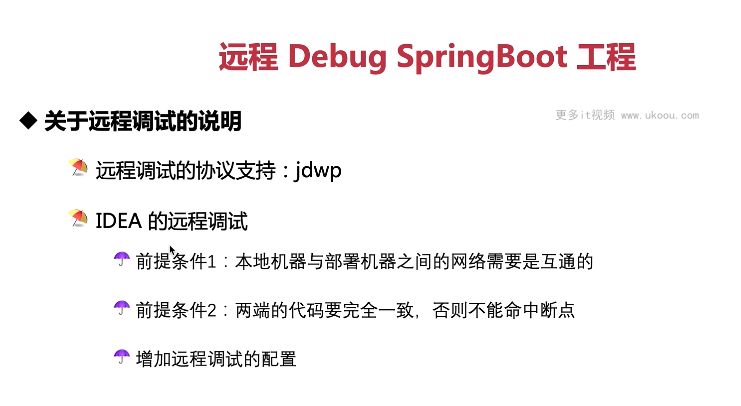 远程 Debug SpringBoot 工程
关于远程调试的说明
更多it视频 www.ukoou.com
远程调试的协议支持：jdwp
IDEA 的远程调试
前提条件1：本地机器与部署机器之间的网络需要是互通的
前提条件2：两端的代码要完全一致，否则不能命中断点
增加远程调试的配置